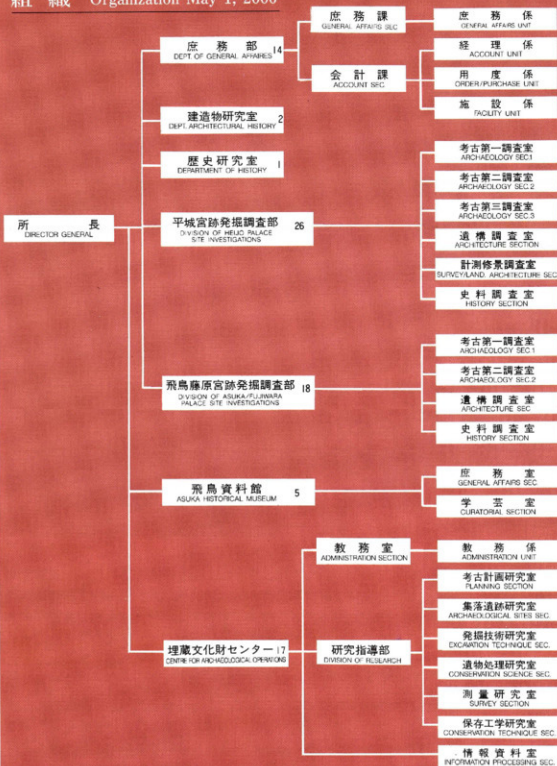 組 織 Organization May 1, 2000
所 長
DIRECTOR GENERAL
庶 務 部 14
DEPT. OF GENERAL AFFAIRES
庶 務 課
GENERAL AFFAIRS SEC
庶 務 係
GENERAL AFFAIRS UNIT
会 計 課
ACCOUNT SEC.
経 理 係
ACCOUNT UNIT
用 度 係
ORDER/PURCHASE UNIT
施 設 係
FACILITY UNIT
建造物研究室 2
DEPT. ARCHITECTURAL HISTORY
歴史研究室 1
DEPARTMENT OF HISTORY
平城宮跡発掘調査部 26
DIVISION OF HEIJO PALACE
SITE INVESTIGATIONS
考古第一調査室
ARCHAEOLOGY SEC.1
考古第二調査室
ARCHAEOLOGY SEC.2
考古第三調査室
ARCHAEOLOGY SEC.3
遺 構 調 査 室
ARCHITECTURE SECTION
計測修景調査室
SURVEY/LAND. ARCHITECTURE SEC
史 料 調 査 室
HISTORY SECTION
飛鳥藤原宮跡発掘調査部 18
DIVISION OF ASUKA/FUJIWARA
PALACE SITE INVESTIGATIONS
考古第一調査室
ARCHAEOLOGY SEC.1
考古第二調査室
ARCHAEOLOGY SEC.2
遺 構 調 査 室
ARCHITECTURE SEC
史 料 調 査 室
HISTORY SECTION
飛 鳥 資 料 館 5
ASUKA HISTORICAL MUSEUM
庶 務 室
GENERAL AFFAIRS SEC.
学 芸 室
CURATORIAL SECTION
埋蔵文化財センター 17
CENTRE FOR ARCHAEOLOGICAL OPERATIONS
教 務 室
ADMINISTRATION SECTION
教 務 係
ADMINISTRATION UNIT
研究指導部
DIVISION OF RESEARCH
考古計画研究室
PLANNING SECTION
集落遺跡研究室
ARCHAEOLOGICAL SITES SEC.
発掘技術研究室
EXCAVATION TECHNIQUE SEC.
遺物処理研究室
CONSERVATION SCIENCE SEC.
測 量 研 究 室
SURVEY SECTION
保存工学研究室
CONSERVATION TECHNIQUE SEC.
情 報 資 料 室
INFORMATION PROCESSING SEC.